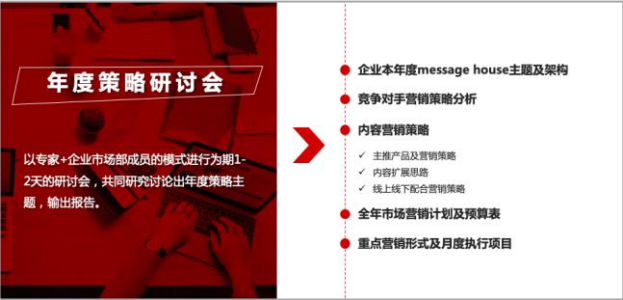 年度策略研讨会
以专家+企业市场部成员的模式进行为期1-
2天的研讨会，共同研究讨论出年度策略主
题，输出报告。
企业本年度message house主题及架构
竞争对手营销策略分析
内容营销策略
✓ 主推产品及营销策略
✓ 内容扩展思路
✓ 线上线下配合营销策略
全年市场营销计划及预算表
重点营销形式及月度执行项目